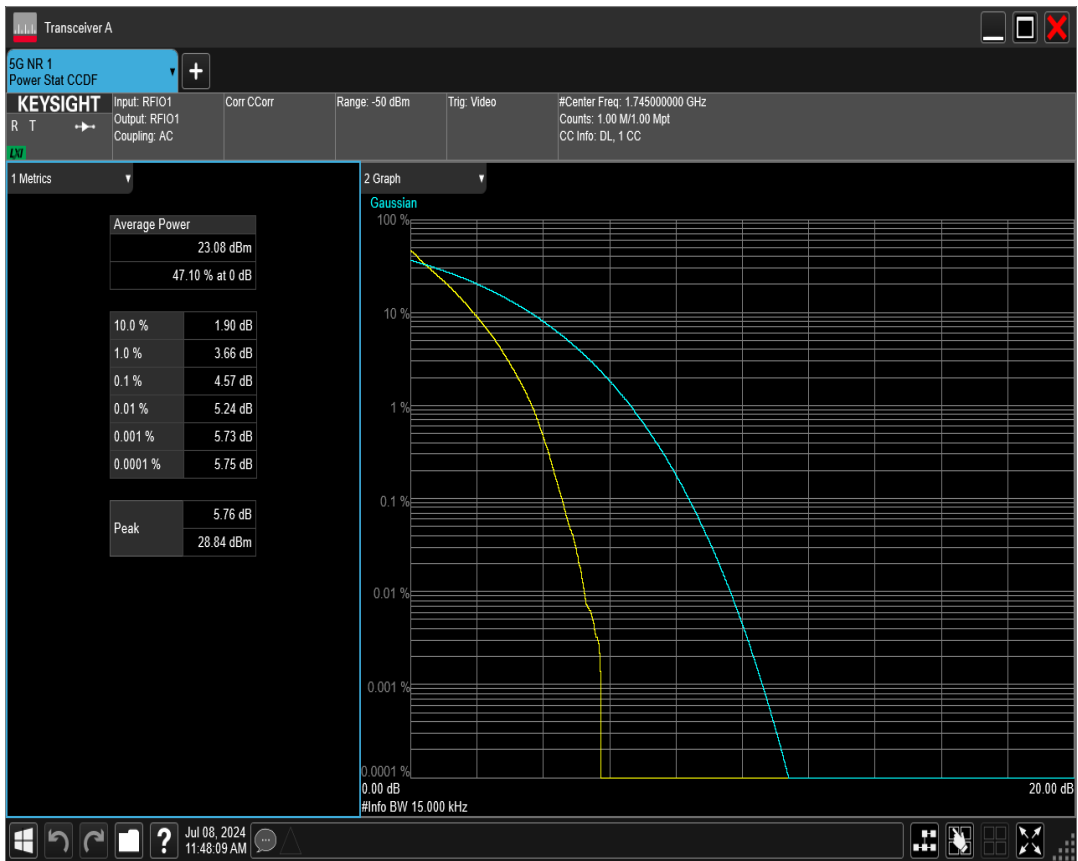 Transceiver A
5G NR 1
Power Stat CCDF
+
KEYSIGHT
R T
LXI
Input: RFIO1
Output: RFIO1
Coupling: AC
Corr CCorr
Range: -50 dBm
Trig: Video
#Center Freq: 1.745000000 GHz
Counts: 1.00 M/1.00 Mpt
CC Info: DL, 1 CC
1 Metrics
Average Power
23.08 dBm
47.10 % at 0 dB
10.0 % 1.90 dB
1.0 % 3.66 dB
0.1 % 4.57 dB
0.01 % 5.24 dB
0.001 % 5.73 dB
0.0001 % 5.75 dB
Peak
5.76 dB
28.84 dBm
2 Graph
Gaussian
100 %
10 %
1 %
0.1 %
0.01 %
0.001 %
0.0001 %
0.00 dB 20.00 dB
#Info BW 15.000 kHz
?
Jul 08, 2024
11:48:09 AM